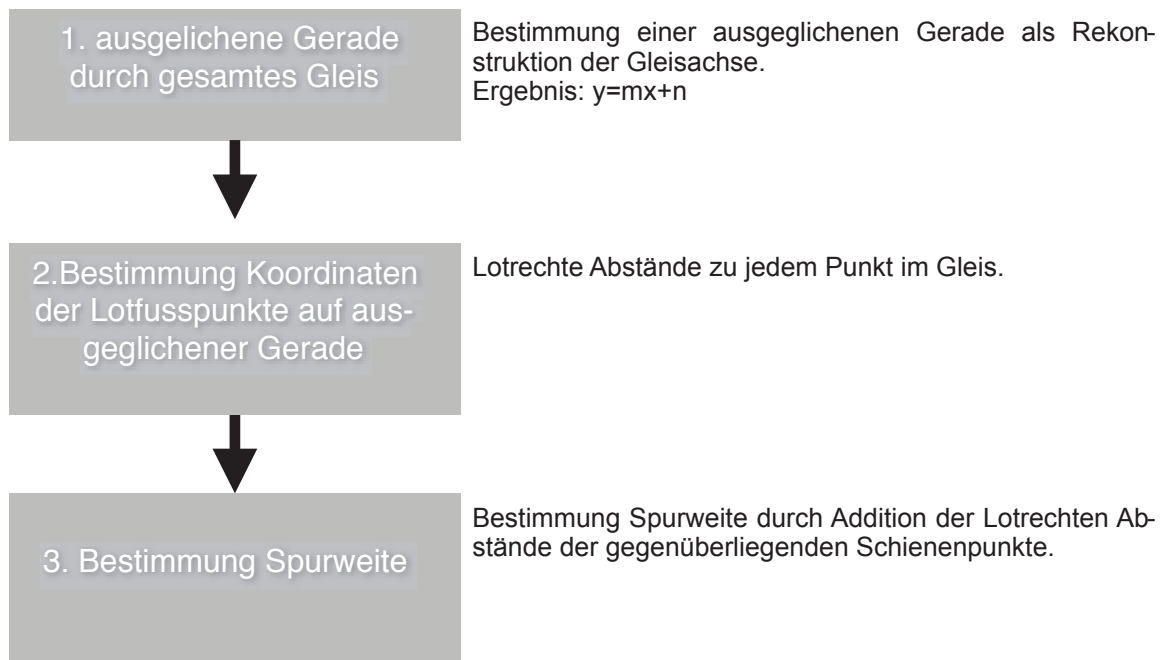 1. ausgelichene Gerade
durch gesamtes Gleis
Bestimmung einer ausgeglichenen Gerade als Rekon-
struktion der Gleisachse.
Ergebnis: y=mx+n
2.Bestimmung Koordinaten
der Lotfusspunkte auf aus-
geglichener Gerade
Lotrechte Abstände zu jedem Punkt im Gleis.
3. Bestimmung Spurweite
Bestimmung Spurweite durch Addition der Lotrechten Ab-
stände der gegenüberliegenden Schienenpunkte.